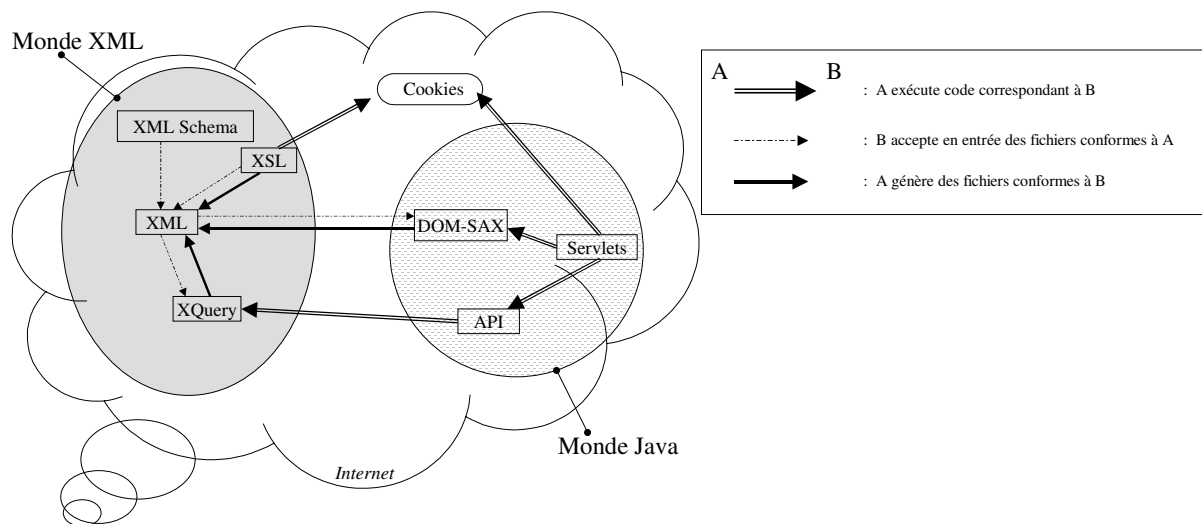 Monde XML
Cookies
XML Schema
XSL
XML
DOM-SAX
Servlets
XQuery
API
Monde Java
Internet
A B
: A exécute code correspondant à B
: B accepte en entrée des fichiers conformes à A
: A génère des fichiers conformes à B